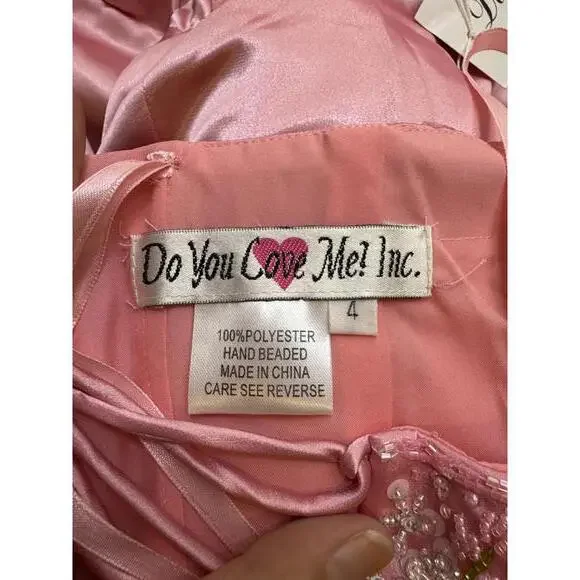 Do You Love Me? Inc.
4
100%POLYESTER
HAND BEADED
MADE IN CHINA
CARE SEE REVERSE